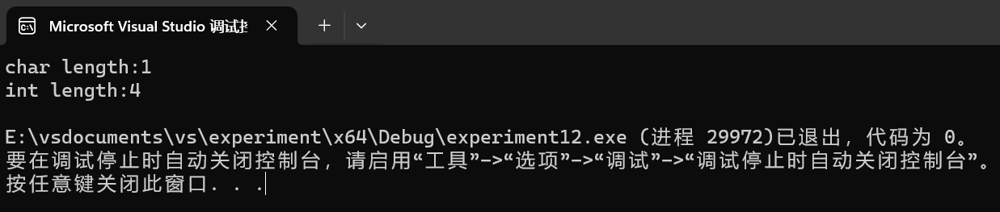 Microsoft Visual Studio 调试
char length:1
int length:4
E:\vsdocuments\vs\experiment\x64\Debug\experiment12.exe (进程 29972)已退出，代码为 0。
要在调试停止时自动关闭控制台，请启用“工具”->“选项”->“调试”->“调试停止时自动关闭控制台”。
按任意键关闭此窗口. . .